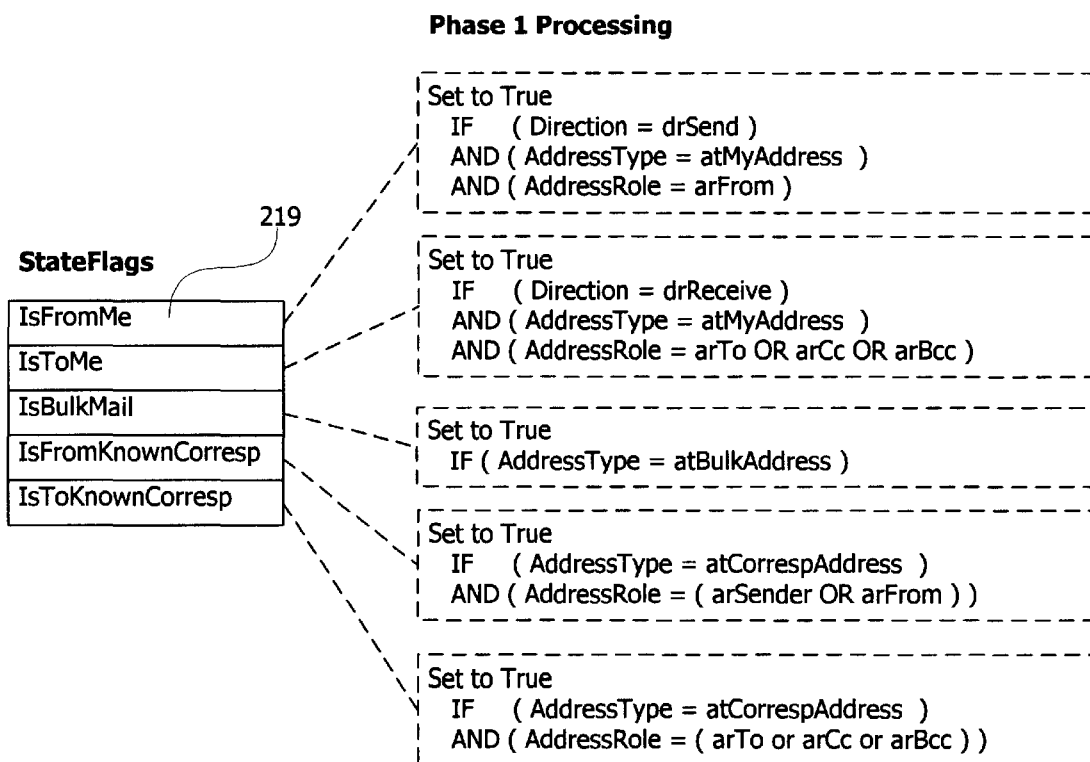 Phase 1 Processing
Set to True
IF ( Direction = drSend )
AND ( AddressType = atMyAddress )
AND ( AddressRole = arFrom )
219
StateFlags
IsFromMe
IsToMe
IsBulkMail
IsFromKnownCorresp
IsToKnownCorresp
Set to True
IF ( Direction = drReceive )
AND ( AddressType = atMyAddress )
AND ( AddressRole = arTo OR arCc OR arBcc )
Set to True
IF ( AddressType = atBulkAddress )
Set to True
IF ( AddressType = atCorrespAddress )
AND ( AddressRole = ( arSender OR arFrom ) )
Set to True
IF ( AddressType = atCorrespAddress )
AND ( AddressRole = ( arTo or arCc or arBcc ) )